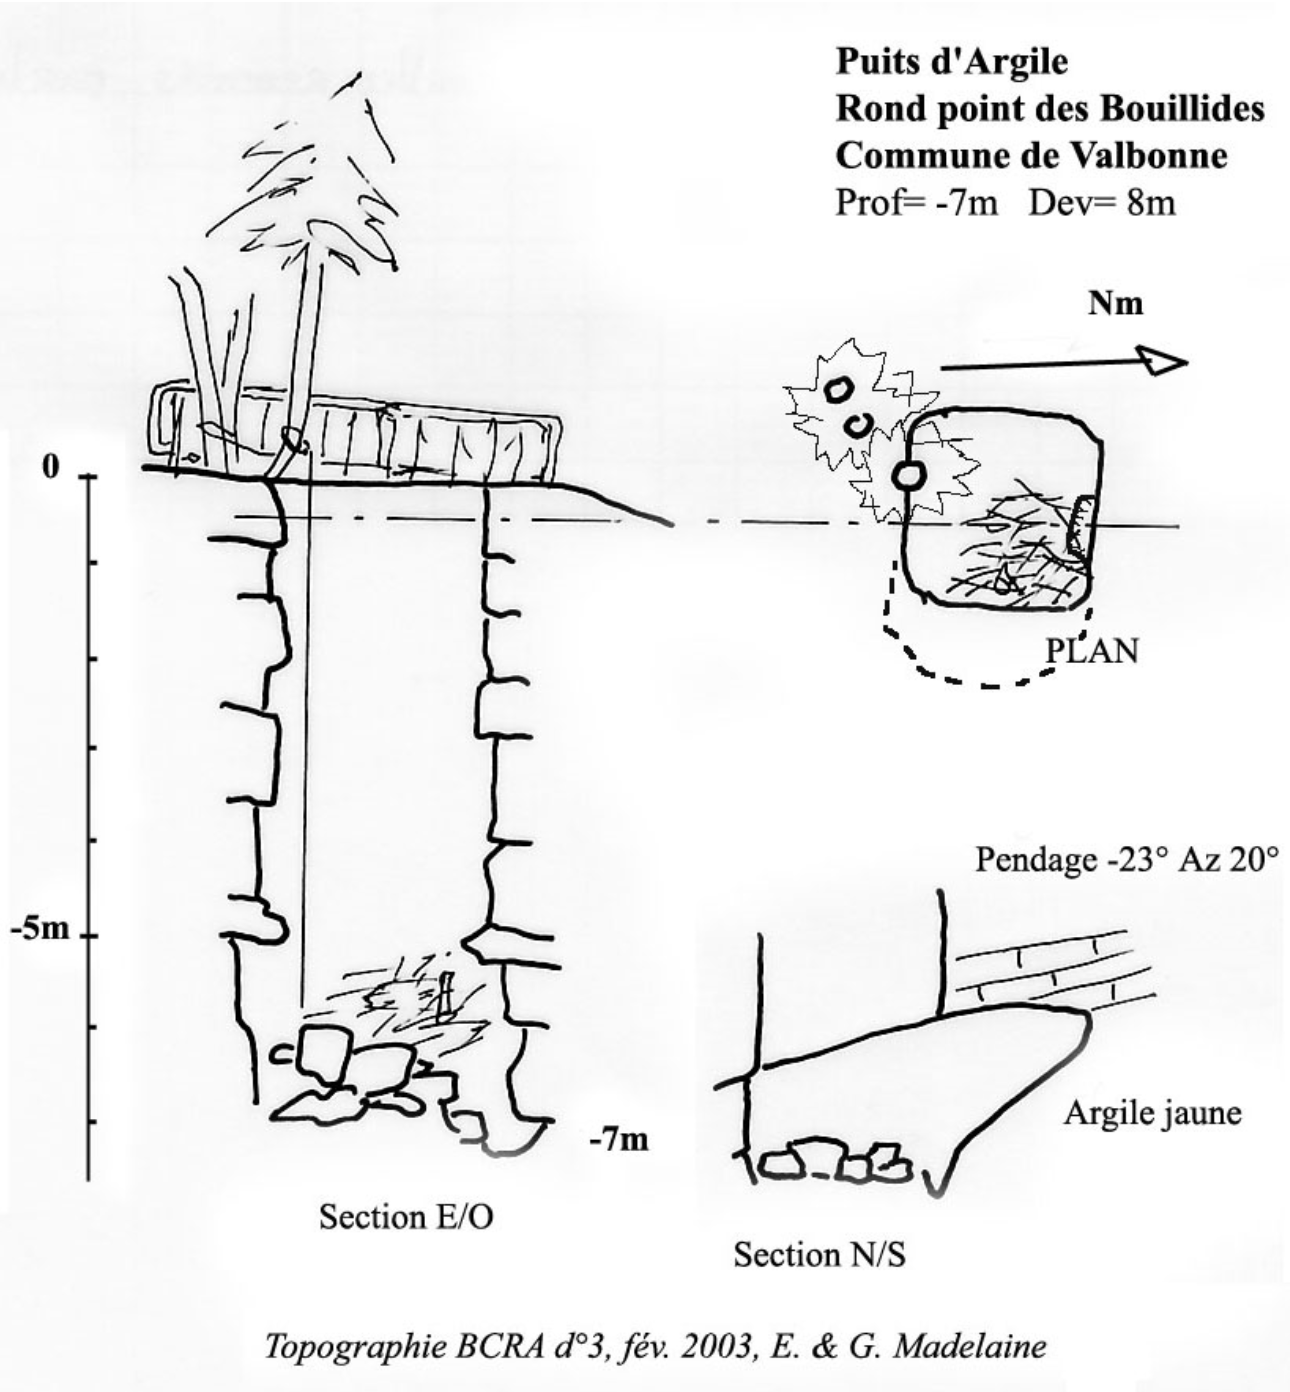 Puits d'Argile
Rond point des Bouillides
Commune de Valbonne
Prof= -7m Dev= 8m
Nm
0
PLAN
Pendage -23° Az 20°
-5m
Argile jaune
-7m
Section E/O
Section N/S
Topographie BCRA d°3, fév. 2003, E. & G. Madelaine